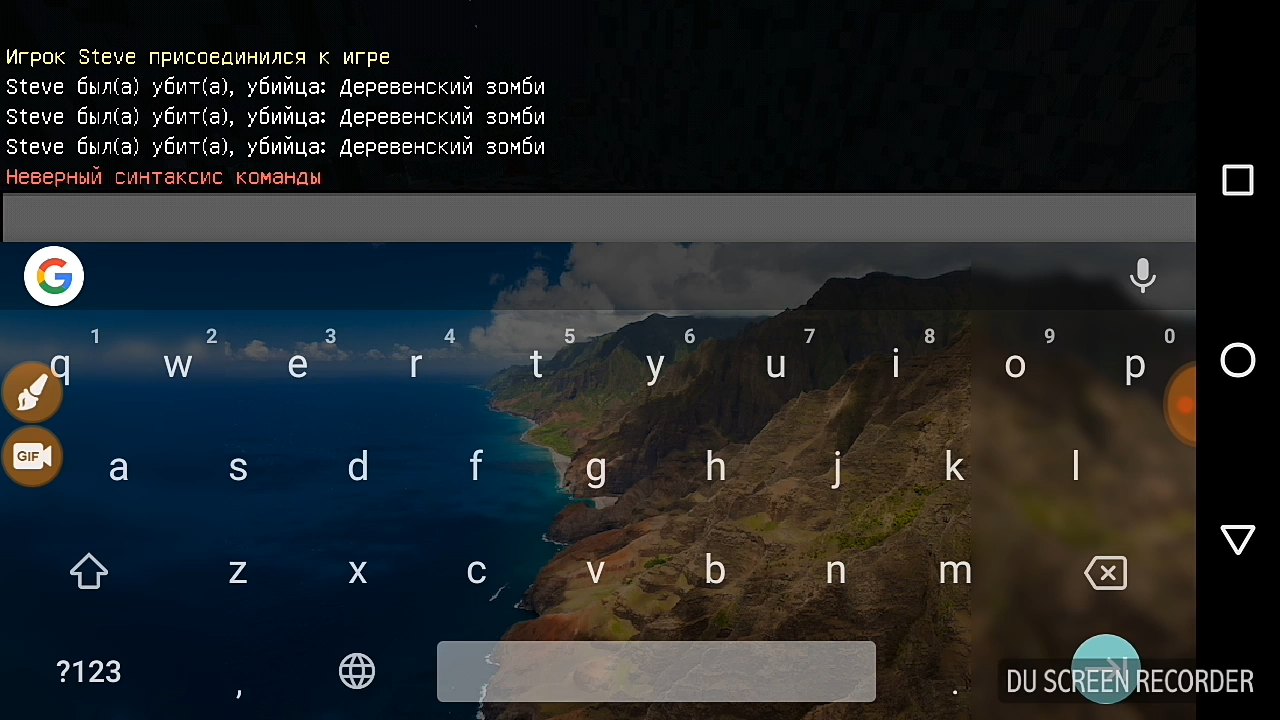 Игрок Steve присоединился к игре
Steve был(а) убит(а), убийца: Деревенский зомби
Steve был(а) убит(а), убийца: Деревенский зомби
Steve был(а) убит(а), убийца: Деревенский зомби
Неверный синтаксис команды
G
1 2 3 4 5 6 7 8 9 0
q w e r t y u i o p
GIF
a s d f g h j k l
z x c v b n m
?123 , .
DU SCREEN RECORDER